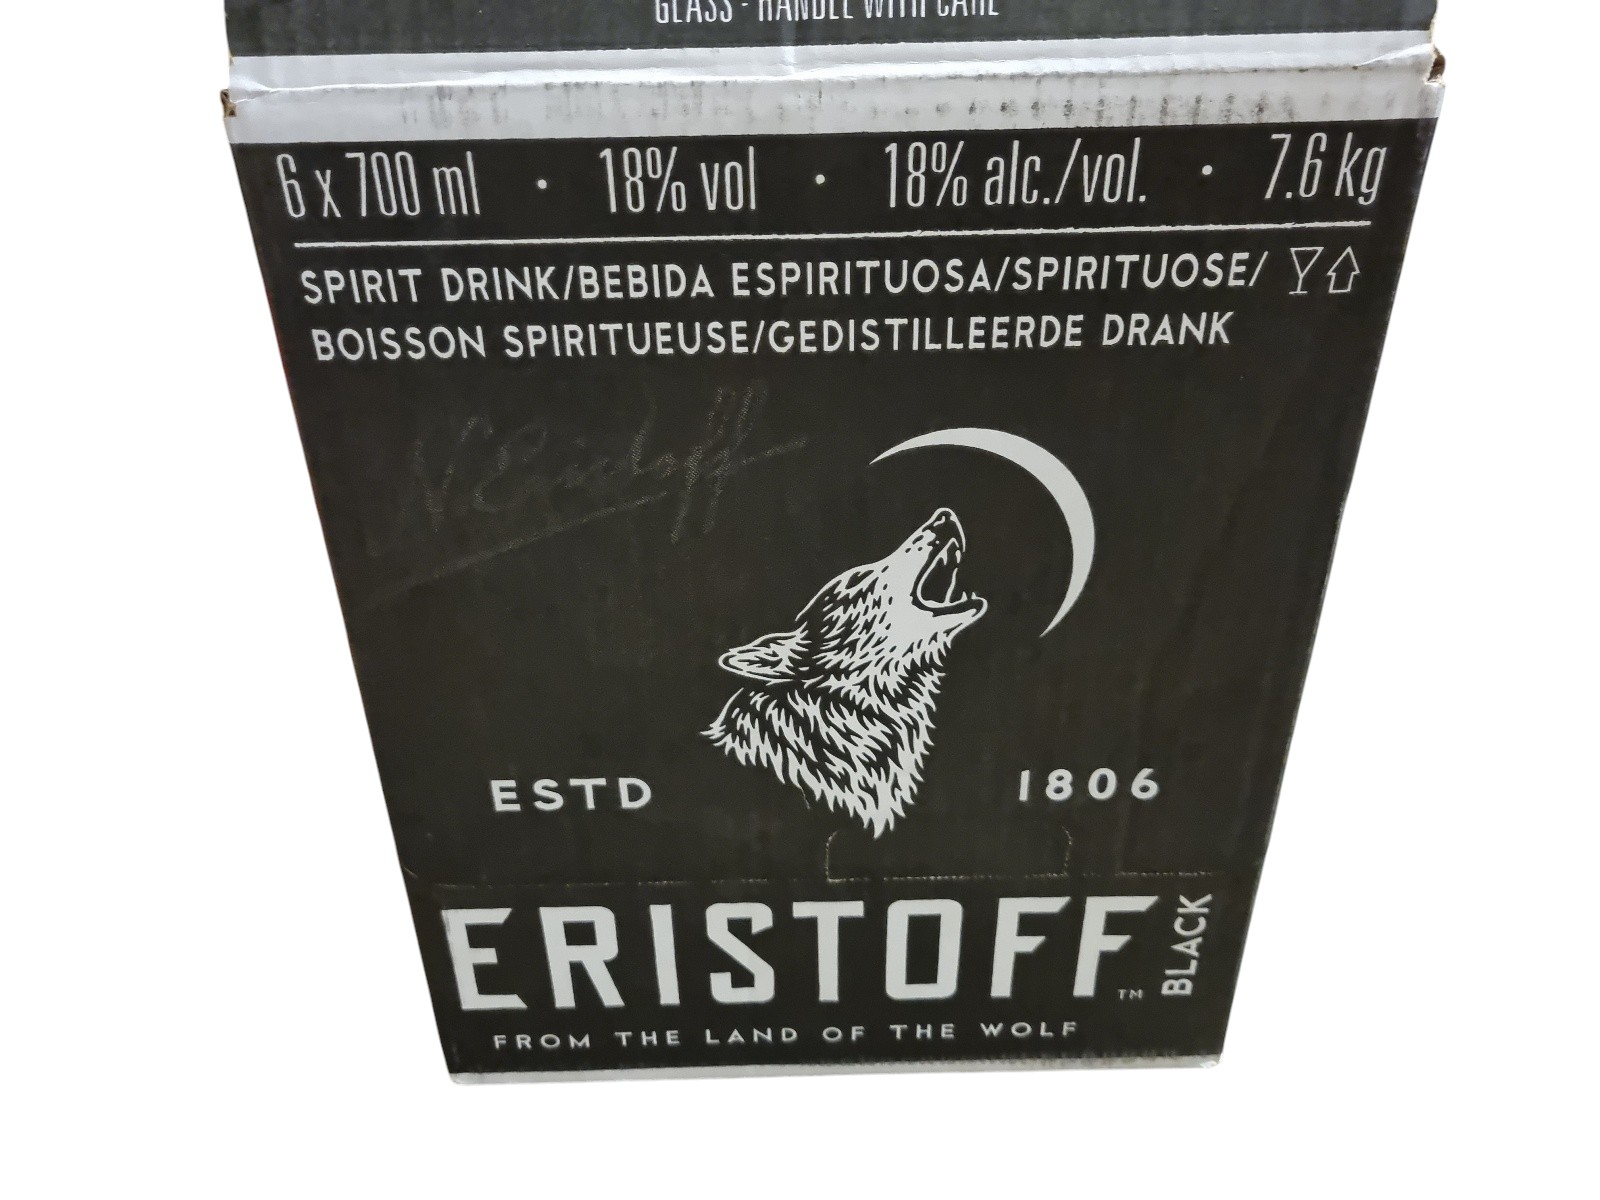 GLASS - HANDLE WITH CARE
6 x 700 ml · 18% vol · 18% alc./vol. · 7.6 kg
SPIRIT DRINK/BEBIDA ESPIRITUOSA/SPIRITUOSE/
BOISSON SPIRITUEUSE/GEDISTILLEERDE DRANK
N. Eristoff
ESTD 1806
ERISTOFF™ BLACK
FROM THE LAND OF THE WOLF